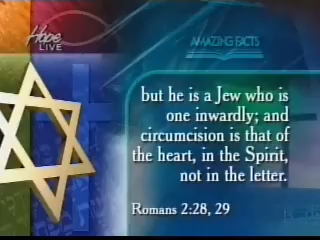 Hope
LIVE
AMAZING FACTS
but he is a Jew who is
one inwardly; and
circumcision is that of
the heart, in the Spirit,
not in the letter.
Romans 2:28, 29